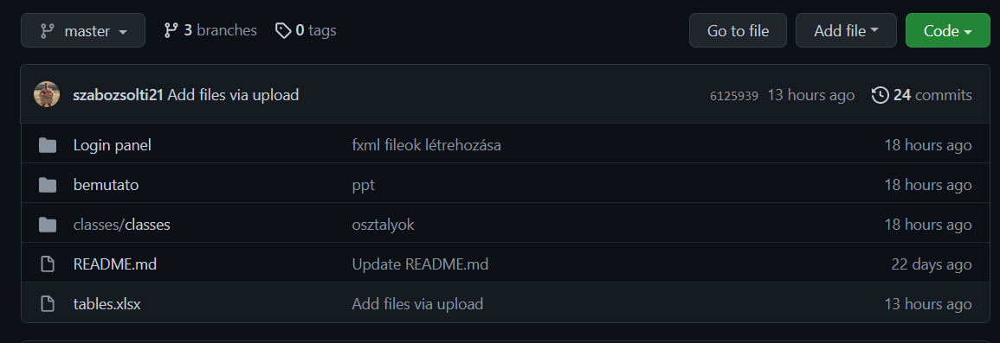 master 3 branches 0 tags Go to file Add file Code
szabozsolti21 Add files via upload 6125939 13 hours ago 24 commits
Login panel fxml fileok létrehozása 18 hours ago
bemutato ppt 18 hours ago
classes/classes osztalyok 18 hours ago
README.md Update README.md 22 days ago
tables.xlsx Add files via upload 13 hours ago